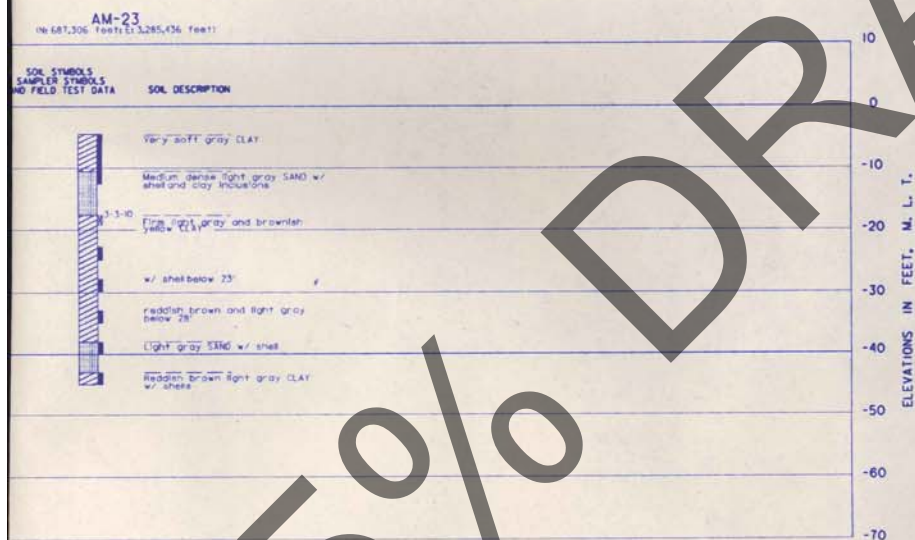 AM-23
(N: 687,306 feet; E: 3,285,436 feet)
SOIL SYMBOLS
SAMPLER SYMBOLS
ND FIELD TEST DATA
SOIL DESCRIPTION
Very soft gray CLAY
Medium dense light gray SAND w/
shell and clay inclusions
3-3-10
Firm light gray and brownish
yellow CLAY
w/ shell below 23'
reddish brown and light gray
below 28'
Light gray SAND w/ shell
Reddish brown light gray CLAY
w/ shells
10
0
-10
-20
-30
-40
-50
-60
-70
ELEVATIONS IN FEET, M. L. T.
5% DRA